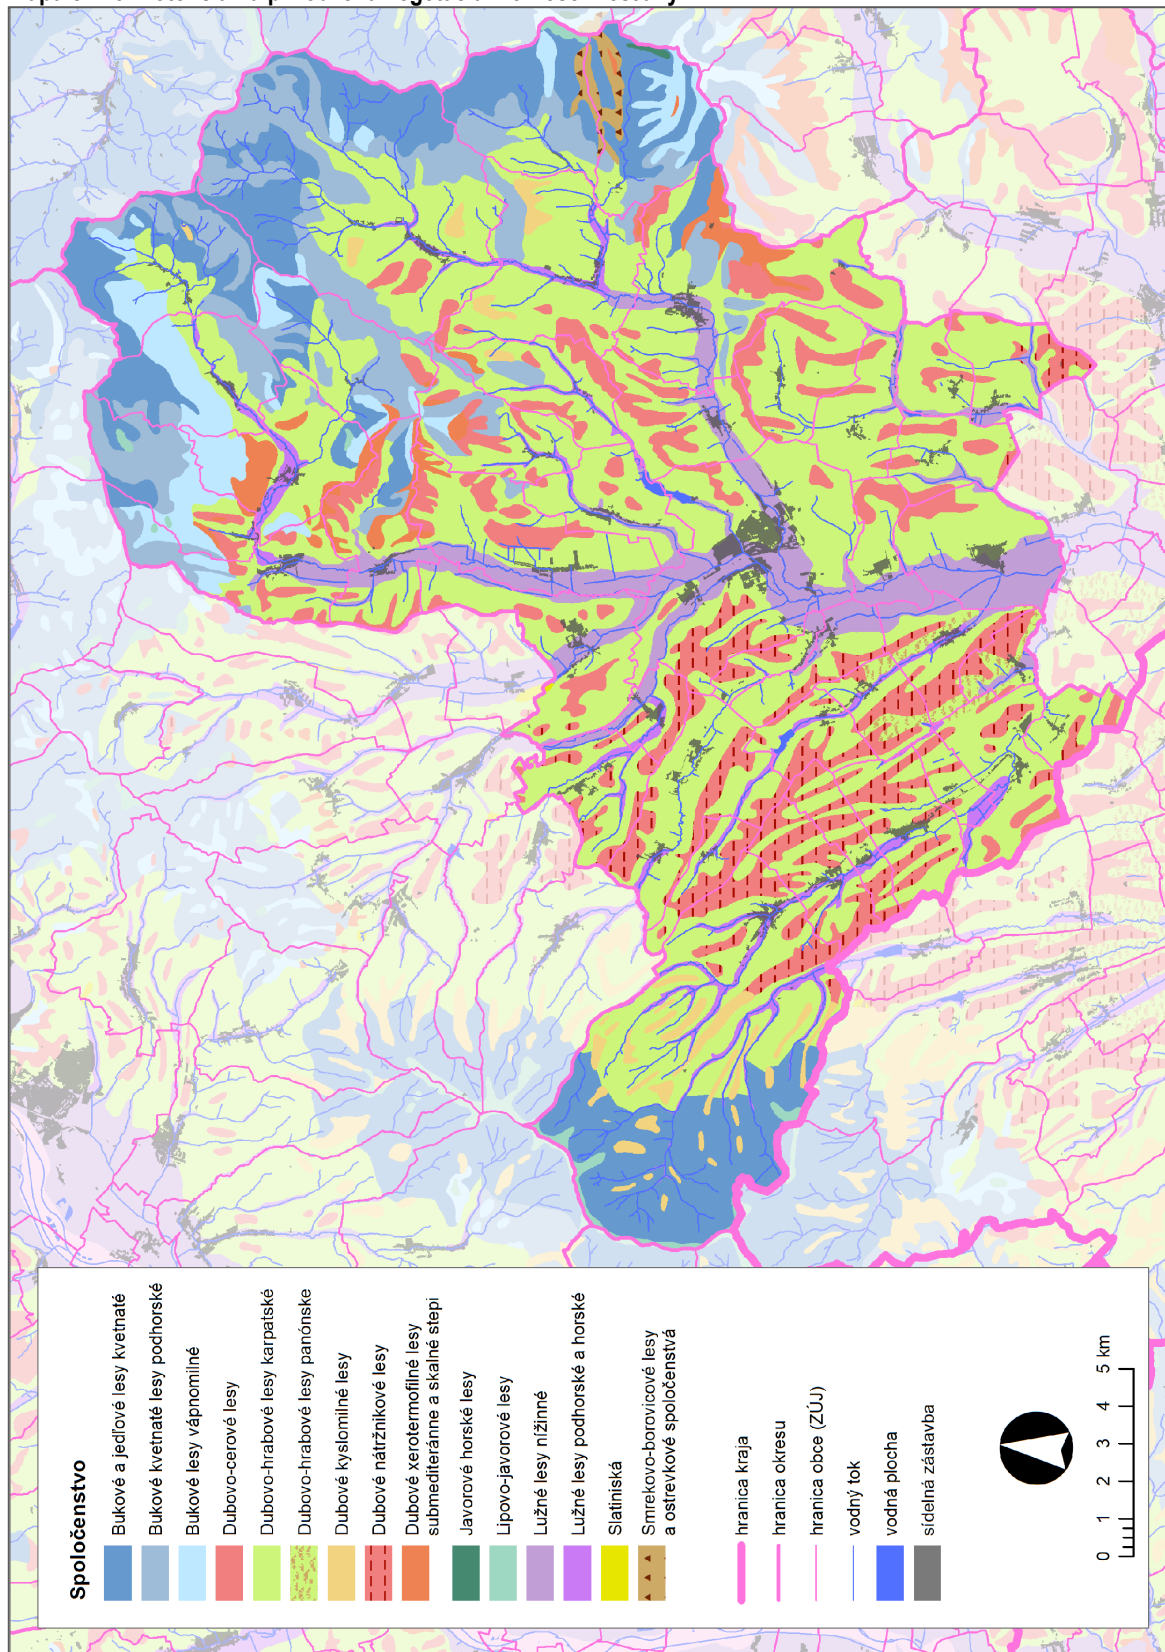 Spoločenstvo
Bukové a jedľové lesy kvetnaté
Bukové kvetnaté lesy podhorské
Bukové lesy vápnomilné
Dubovo-cerové lesy
Dubovo-hrabové lesy karpatské
Dubovo-hrabové lesy panónske
Dubové kyslomilné lesy
Dubové nátržnikové lesy
Dubové xerotermofilné lesy
submediteránne a skalné stepi
Javorové horské lesy
Lipovo-javorové lesy
Lužné lesy nížinné
Lužné lesy podhorské a horské
Slatiniská
Smrekovo-borovicové lesy
a ostrevkové spoločenstvá
hranica kraja
hranica okresu
hranica obce (ZÚJ)
vodný tok
vodná plocha
sídelná zástavba
0 1 2 3 4 5 km